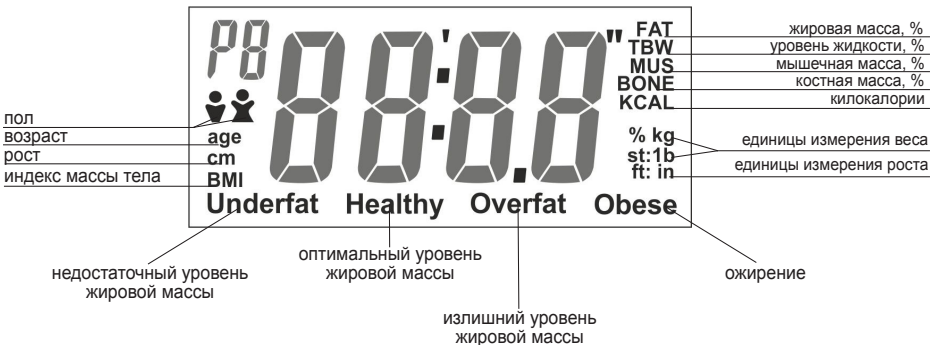 P8
88:88
' "
FAT
TBW
MUS
BONE
KCAL
жировая масса, %
уровень жидкости, %
мышечная масса, %
костная масса, %
килокалории
пол
возраст
рост
индекс массы тела
age
cm
BMI
% kg
st:1b
ft: in
единицы измерения веса
единицы измерения роста
Underfat Healthy Overfat Obese
недостаточный уровень
жировой массы
оптимальный уровень
жировой массы
излишний уровень
жировой массы
ожирение